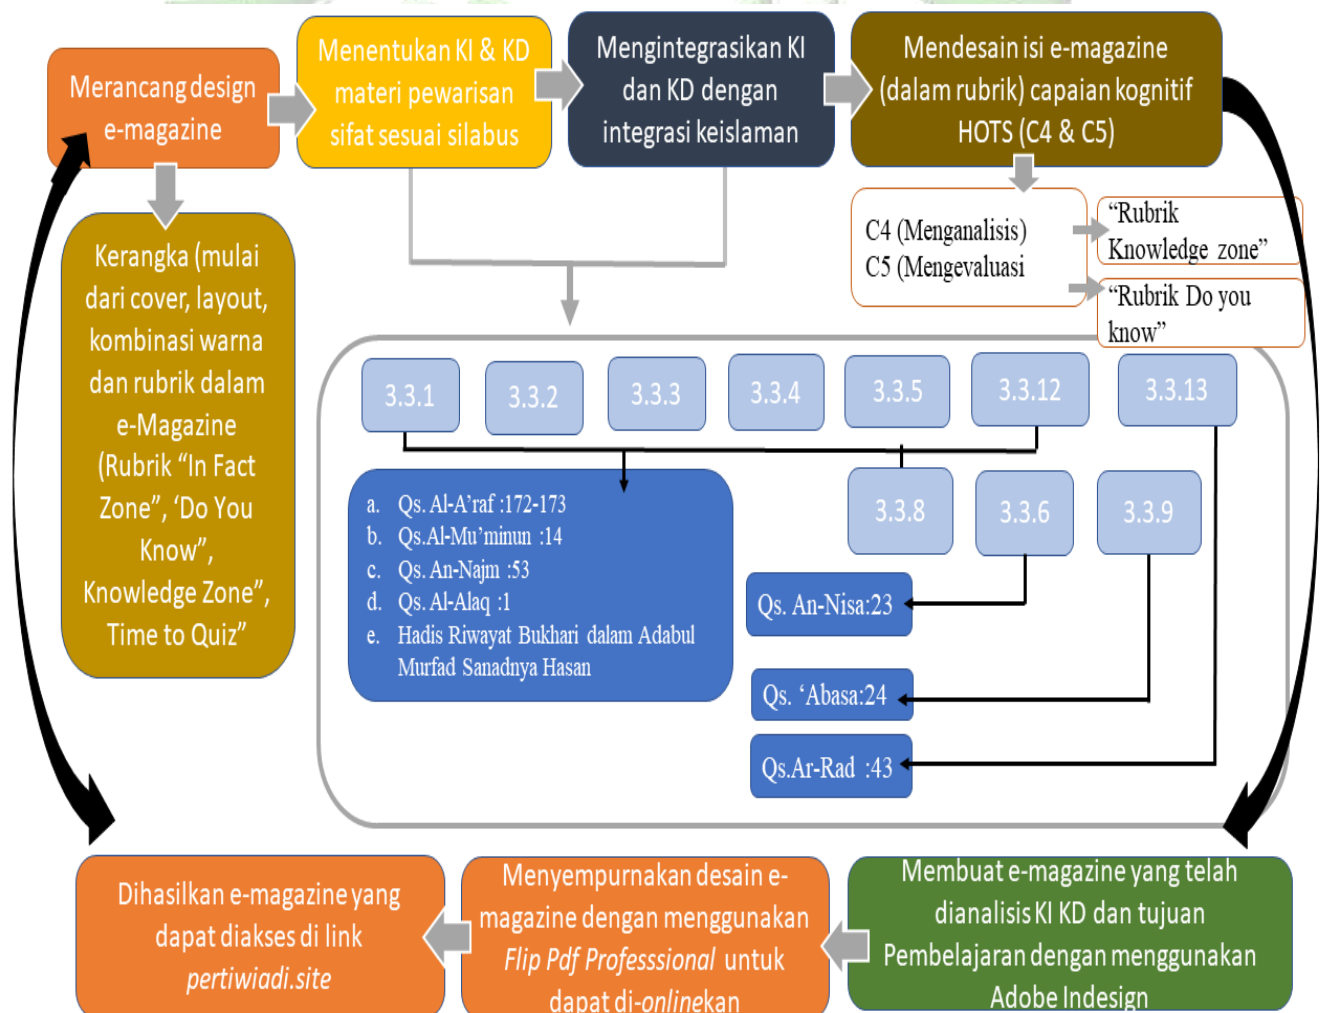 Merancang design
e-magazine
Menentukan KI & KD
materi pewarisan
sifat sesuai silabus
Mengintegrasikan KI
dan KD dengan
integrasi keislaman
Mendesain isi e-magazine
(dalam rubrik) capaian kognitif
HOTS (C4 & C5)
Kerangka (mulai
dari cover, layout,
kombinasi warna
dan rubrik dalam
e-Magazine
(Rubrik “In Fact
Zone”, ‘Do You
Know”,
Knowledge Zone”,
Time to Quiz”
C4 (Menganalisis)
C5 (Mengevaluasi
“Rubrik
Knowledge zone”
“Rubrik Do you
know”
3.3.1
3.3.2
3.3.3
3.3.4
3.3.5
3.3.12
3.3.13
3.3.8
3.3.6
3.3.9
a. Qs. Al-A’raf :172-173
b. Qs.Al-Mu’minun :14
c. Qs. An-Najm :53
d. Qs. Al-Alaq :1
e. Hadis Riwayat Bukhari dalam Adabul
Murfad Sanadnya Hasan
Qs. An-Nisa:23
Qs. ‘Abasa:24
Qs.Ar-Rad :43
Dihasilkan e-magazine yang
dapat diakses di link
pertiwiadi.site
Menyempurnakan desain e-
magazine dengan menggunakan
Flip Pdf Professsional untuk
dapat di-onlinekan
Membuat e-magazine yang telah
dianalisis KI KD dan tujuan
Pembelajaran dengan menggunakan
Adobe Indesign